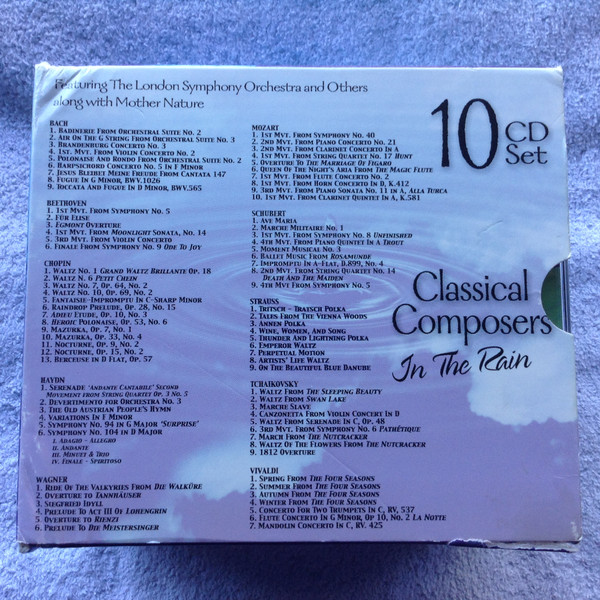 Featuring The London Symphony Orchestra and Others
along with Mother Nature
10 CD
Set
BACH
1. BADINERIE FROM ORCHESTRAL SUITE NO. 2
2. AIR ON THE G STRING FROM ORCHESTRAL SUITE NO. 3
3. BRANDENBURG CONCERTO NO. 3
4. 1ST. MVT. FROM VIOLIN CONCERTO NO. 2
5. POLONAISE AND RONDO FROM ORCHESTRAL SUITE NO. 2
6. HARPSICHORD CONCERTO NO. 5 IN F MINOR
7. JESUS BLEIBET MEINE FREUDE FROM CANTATA 147
8. FUGUE IN G MINOR, BWV.1026
9. TOCCATA AND FUGUE IN D MINOR, BWV.565
BEETHOVEN
1. 1ST MVT. FROM SYMPHONY NO. 5
2. FÜR ELISE
3. EGMONT OVERTURE
4. 1ST MVT. FROM MOONLIGHT SONATA, NO. 14
5. 3RD MVT. FROM VIOLIN CONCERTO
6. FINALE FROM SYMPHONY NO. 9 ODE TO JOY
CHOPIN
1. WALTZ NO. 1 GRAND WALTZ BRILLANTE OP. 18
2. WALTZ N. 6 PETIT CHEIN
3. WALTZ NO. 7, OP. 64, NO. 2
4. WALTZ NO. 10, OP. 69, NO. 2
5. FANTAISIE-IMPROMPTU IN C-SHARP MINOR
6. RAINDROP PRELUDE, OP. 28, NO. 15
7. ADIEU ETUDE, OP. 10, NO. 3
8. HEROIC POLONAISE, OP. 53, NO. 6
9. MAZURKA, OP. 7, NO. 1
10. MAZURKA, OP. 33, NO. 4
11. NOCTURNE, OP. 9, NO. 2
12. NOCTURNE, OP. 15, NO. 2
13. BERCEUSE IN D FLAT, OP. 57
HAYDN
1. SERENADE 'ANDANTE CANTABILE' SECOND
MOVEMENT FROM STRING QUARTET OP. 3 NO. 5
2. DEVERTIMENTO FOR ORCHESTRA NO. 3
3. THE OLD AUSTRIAN PEOPLE'S HYMN
4. VARIATIONS IN F MINOR
5. SYMPHONY NO. 94 IN G MAJOR 'SURPRISE'
6. SYMPHONY NO. 104 IN D MAJOR
I. ADAGIO - ALLEGRO
II. ANDANTE
III. MINUET & TRIO
IV. FINALE - SPIRITOSO
WAGNER
1. RIDE OF THE VALKYRIES FROM DIE WALKÜRE
2. OVERTURE TO TANNHÄUSER
3. SIEGFRIED IDYLL
4. PRELUDE TO ACT III OF LOHENGRIN
5. OVERTURE TO RIENZI
6. PRELUDE TO DIE MEISTERSINGER
MOZART
1. 1ST MVT. FROM SYMPHONY NO. 40
2. 2ND MVT. FROM PIANO CONCERTO NO. 21
3. 2ND MVT. FROM CLARINET CONCERTO IN A
4. 1ST MVT. FROM STRING QUARTET NO. 17 HUNT
5. OVERTURE TO THE MARRIAGE OF FIGARO
6. QUEEN OF THE NIGHT'S ARIA FROM THE MAGIC FLUTE
7. 1ST MVT. FROM FLUTE CONCERTO NO. 2
8. 1ST MVT. FROM HORN CONCERTO IN D, K.412
9. 3RD MVT. FROM PIANO SONATA NO. 11 IN A, ALLA TURCA
10. 1ST MVT. FROM CLARINET QUINTET IN A, K.581
SCHUBERT
1. AVE MARIA
2. MARCHE MILITAIRE NO. 1
3. 1ST MVT. FROM SYMPHONY NO. 8 UNFINISHED
4. 4TH MVT. FROM PIANO QUINTET IN A TROUT
5. MOMENT MUSICAL NO. 3
6. BALLET MUSIC FROM ROSAMUNDE
7. IMPROMPTU IN A-FLAT, D.899, NO. 4
8. 2ND MVT. FROM STRING QUARTET NO. 14
DEATH AND THE MAIDEN
9. 4TH MVT FROM SYMPHONY NO. 5
STRAUSS
1. TRITSCH - TRATSCH POLKA
2. TALES FROM THE VIENNA WOODS
3. ANNEN POLKA
4. WINE, WOMEN, AND SONG
5. THUNDER AND LIGHTNING POLKA
6. EMPEROR WALTZ
7. PERPETUAL MOTION
8. ARTISTS' LIFE WALTZ
9. ON THE BEAUTIFUL BLUE DANUBE
TCHAIKOVSKY
1. WALTZ FROM THE SLEEPING BEAUTY
2. WALTZ FROM SWAN LAKE
3. MARCHE SLAVE
4. CANZONETTA FROM VIOLIN CONCERT IN D
5. WALTZ FROM SERENADE IN C, OP. 48
6. 3RD MVT. FROM SYMPHONY NO. 6 PATHÉTIQUE
7. MARCH FROM THE NUTCRACKER
8. WALTZ OF THE FLOWERS FROM THE NUTCRACKER
9. 1812 OVERTURE
VIVALDI
1. SPRING FROM THE FOUR SEASONS
2. SUMMER FROM THE FOUR SEASONS
3. AUTUMN FROM THE FOUR SEASONS
4. WINTER FROM THE FOUR SEASONS
5. CONCERTO FOR TWO TRUMPETS IN C, RV, 537
6. FLUTE CONCERTO IN G MINOR, OP 10, NO. 2 LA NOTTE
7. MANDOLIN CONCERTO IN C, RV. 425
Classical
Composers
In The Rain